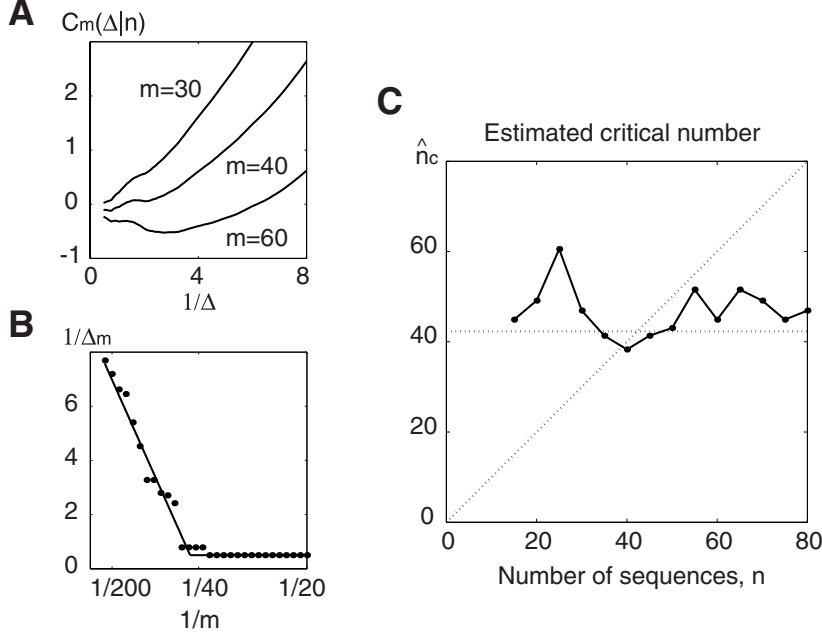 A
Cm(Δ|n)
2
1
0
-1
m=30
m=40
m=60
0 4 8
1/Δ
B
1/Δm
6
4
2
0
1/200 1/40 1/20
1/m
C
Estimated critical number
n̂c
60
40
20
0
0 20 40 60 80
Number of sequences, n